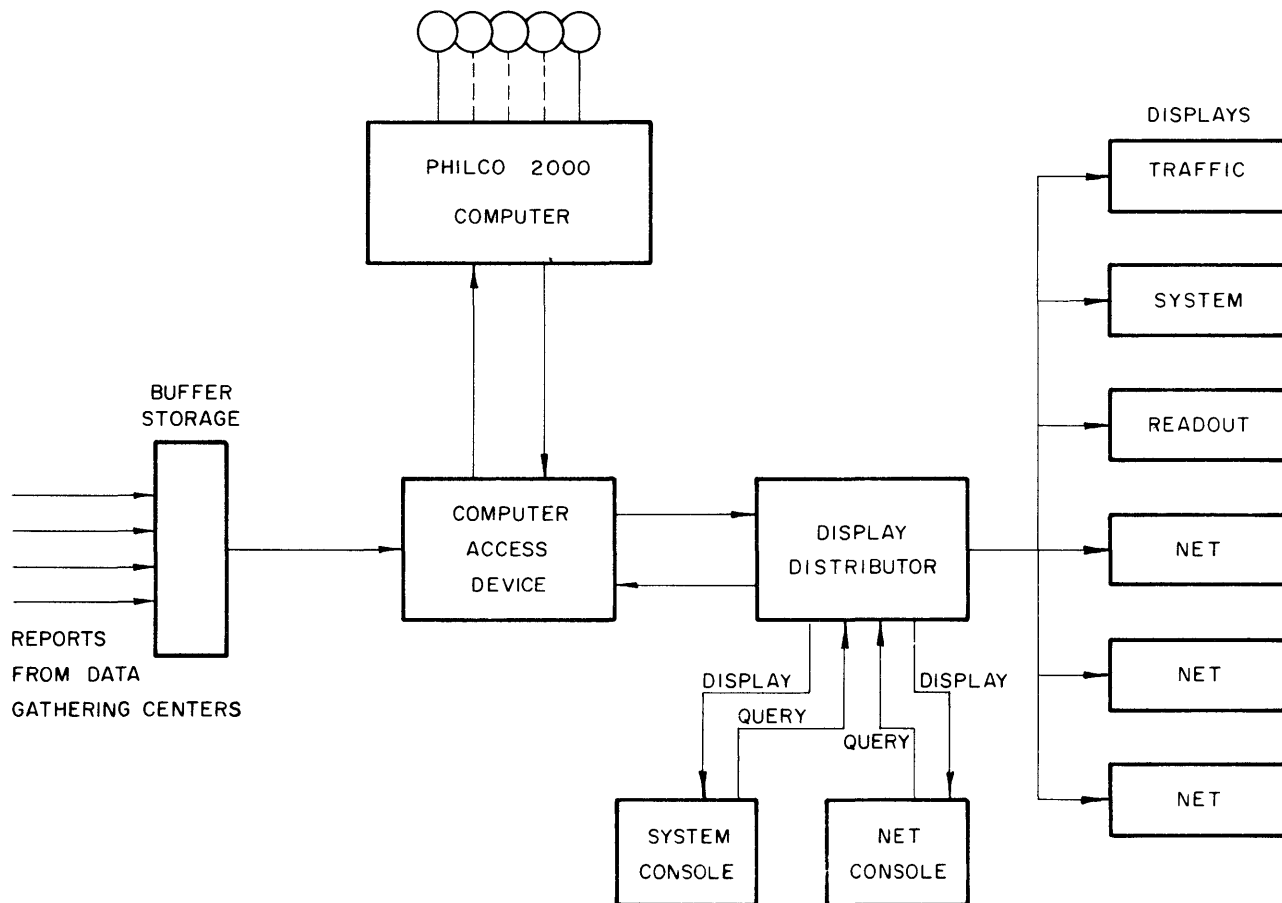 PHILCO 2000
COMPUTER
DISPLAYS
TRAFFIC
SYSTEM
READOUT
NET
NET
NET
BUFFER
STORAGE
REPORTS
FROM DATA
GATHERING CENTERS
COMPUTER
ACCESS
DEVICE
DISPLAY
DISTRIBUTOR
DISPLAY
QUERY
QUERY
DISPLAY
SYSTEM
CONSOLE
NET
CONSOLE